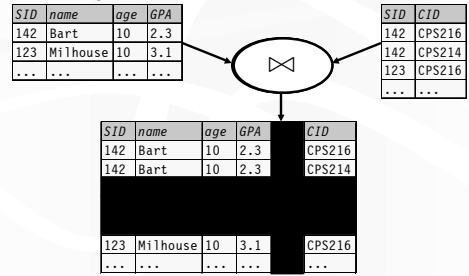 SID name age GPA
142 Bart 10 2.3
123 Milhouse 10 3.1
... ... ... ...
SID CID
142 CPS216
142 CPS214
123 CPS216
... ...
⋈
SID name age GPA CID
142 Bart 10 2.3 CPS216
142 Bart 10 2.3 CPS214
123 Milhouse 10 3.1 CPS216
... ... ... ... ...